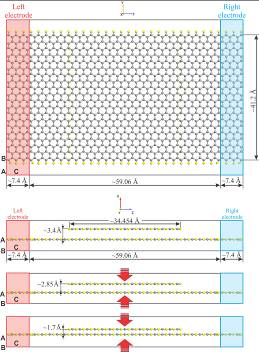 Left
electrode
Right
electrode
~41.2 Å
B
A
C
~7.4 Å
~59.06 Å
~7.4 Å
Left
electrode
Right
electrode
~34.454 Å
~3.4 Å
A
B
C
~7.4 Å
~59.06 Å
~7.4 Å
~2.85 Å
A
B
C
~1.7 Å
A
B
C